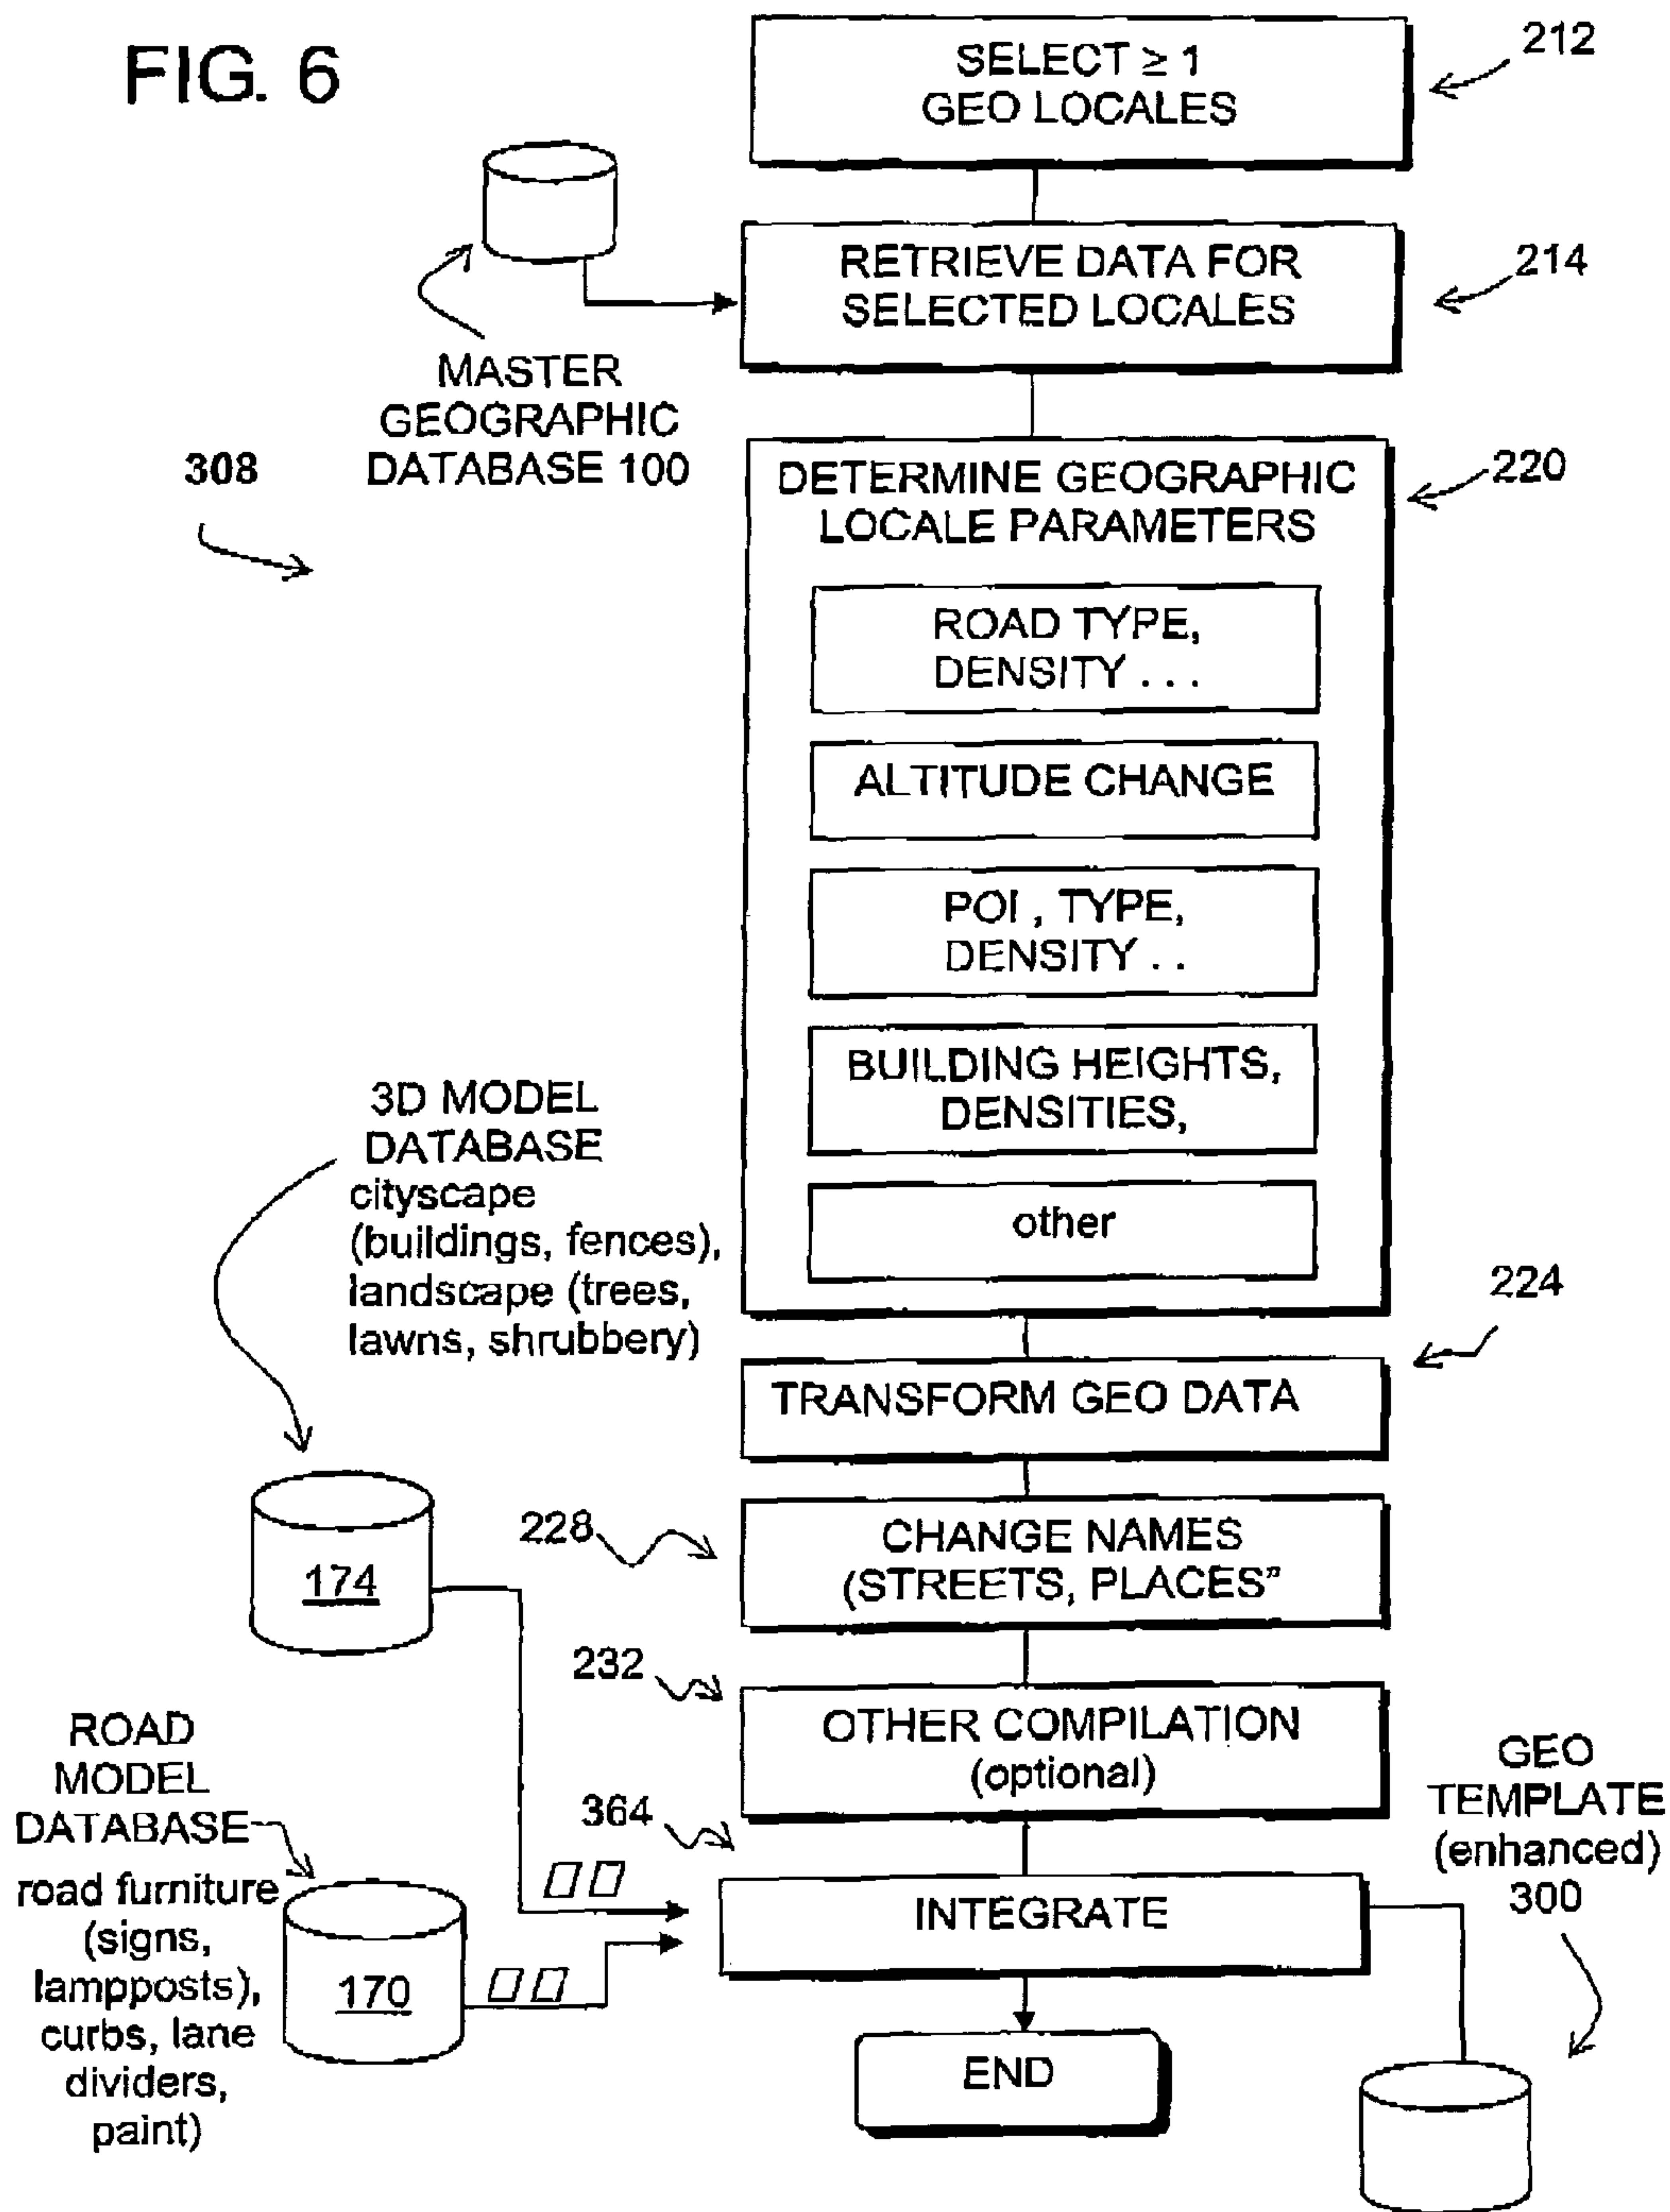 FIG. 6
SELECT ≥ 1
GEO LOCALES
212
RETRIEVE DATA FOR
SELECTED LOCALES
214
MASTER
GEOGRAPHIC
DATABASE 100
308
DETERMINE GEOGRAPHIC
LOCALE PARAMETERS
220
ROAD TYPE,
DENSITY . . .
ALTITUDE CHANGE
POI , TYPE,
DENSITY . .
BUILDING HEIGHTS,
DENSITIES,
other
3D MODEL
DATABASE
cityscape
(buildings, fences),
landscape (trees,
lawns, shrubbery)
224
TRANSFORM GEO DATA
174
228
CHANGE NAMES
(STREETS, PLACES”
232
OTHER COMPILATION
(optional)
ROAD
MODEL
DATABASE
road furniture
(signs,
lampposts),
curbs, lane
dividers,
paint)
170
364
INTEGRATE
GEO
TEMPLATE
(enhanced)
300
END